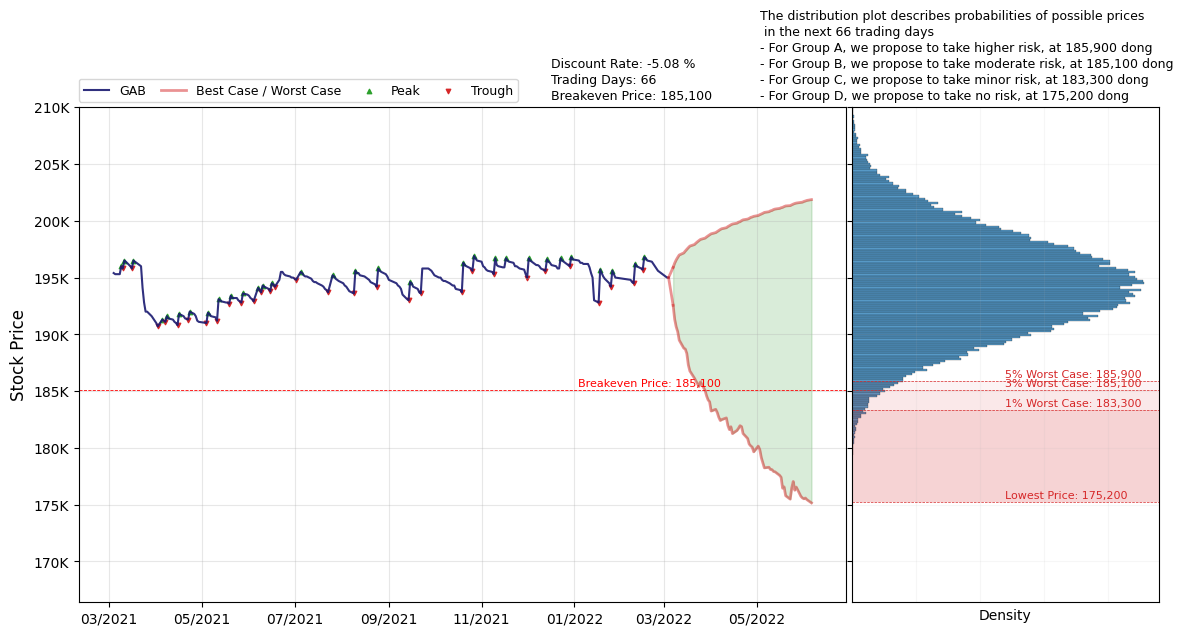 The distribution plot describes probabilities of possible prices
in the next 66 trading days
- For Group A, we propose to take higher risk, at 185,900 dong
- For Group B, we propose to take moderate risk, at 185,100 dong
- For Group C, we propose to take minor risk, at 183,300 dong
- For Group D, we propose to take no risk, at 175,200 dong
Discount Rate: -5.08 %
Trading Days: 66
Breakeven Price: 185,100
GAB
Best Case / Worst Case
Peak
Trough
Stock Price
210K
205K
200K
195K
190K
185K
180K
175K
170K
Breakeven Price: 185,100
5% Worst Case: 185,900
3% Worst Case: 185,100
1% Worst Case: 183,300
Lowest Price: 175,200
03/2021
05/2021
07/2021
09/2021
11/2021
01/2022
03/2022
05/2022
Density